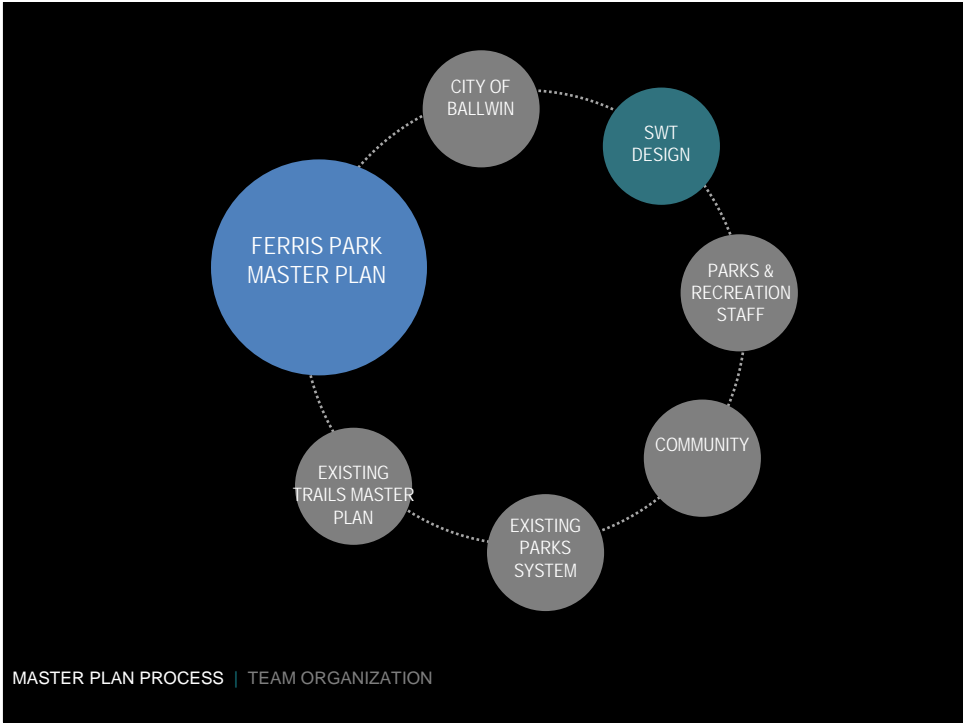 CITY OF
BALLWIN
SWT
DESIGN
FERRIS PARK
MASTER PLAN
PARKS &
RECREATION
STAFF
COMMUNITY
EXISTING
TRAILS MASTER
PLAN
EXISTING
PARKS
SYSTEM
MASTER PLAN PROCESS | TEAM ORGANIZATION